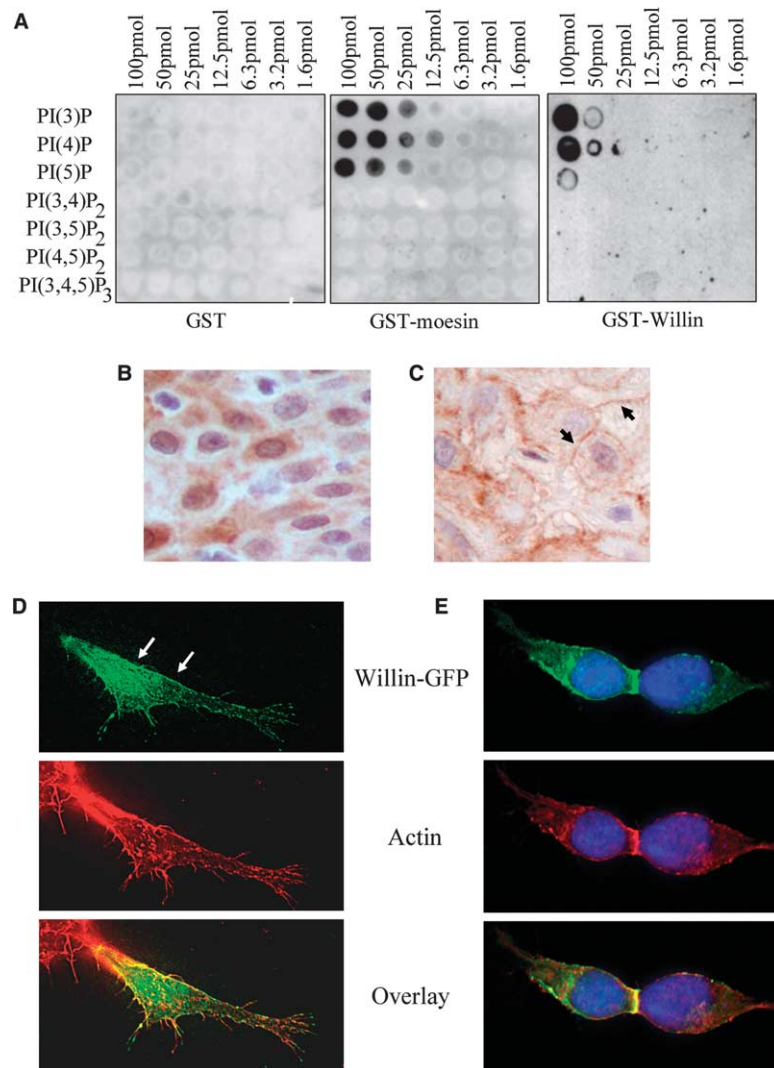 A
100pmol 50pmol 25pmol 12.5pmol 6.3pmol 3.2pmol 1.6pmol
100pmol 50pmol 25pmol 12.5pmol 6.3pmol 3.2pmol 1.6pmol
100pmol 50pmol 25pmol 12.5pmol 6.3pmol 3.2pmol 1.6pmol
PI(3)P
PI(4)P
PI(5)P
PI(3,4)P2
PI(3,5)P2
PI(4,5)P2
PI(3,4,5)P3
GST
GST-moesin
GST-Willin
B
C
D
E
Willin-GFP
Actin
Overlay